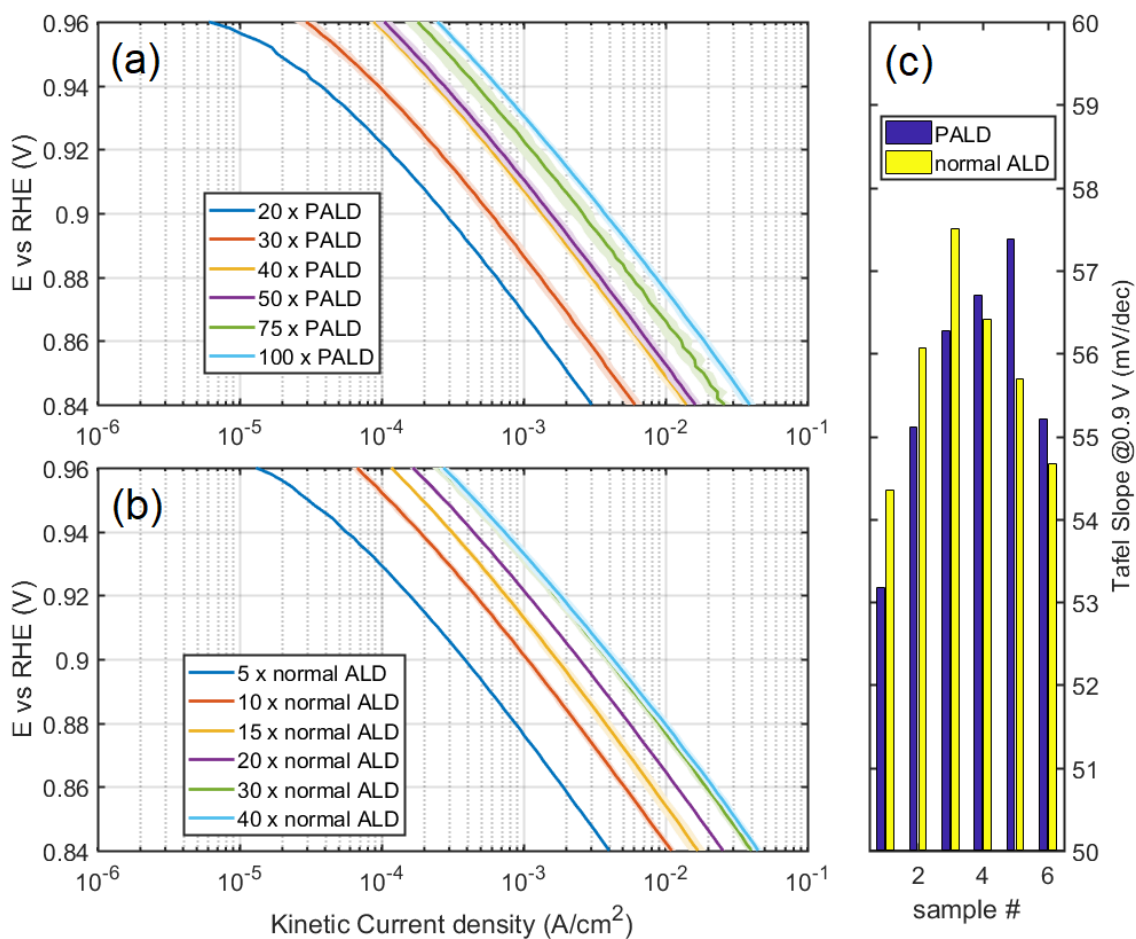 (a)
E vs RHE (V)
0.96
0.94
0.92
0.9
0.88
0.86
0.84
20 x PALD
30 x PALD
40 x PALD
50 x PALD
75 x PALD
100 x PALD
10⁻⁶ 10⁻⁵ 10⁻⁴ 10⁻³ 10⁻² 10⁻¹
(b)
E vs RHE (V)
0.96
0.94
0.92
0.9
0.88
0.86
0.84
5 x normal ALD
10 x normal ALD
15 x normal ALD
20 x normal ALD
30 x normal ALD
40 x normal ALD
10⁻⁶ 10⁻⁵ 10⁻⁴ 10⁻³ 10⁻² 10⁻¹
Kinetic Current density (A/cm²)
(c)
PALD
normal ALD
60
59
58
57
56
55
54
53
52
51
50
Tafel Slope @0.9 V (mV/dec)
2 4 6
sample #